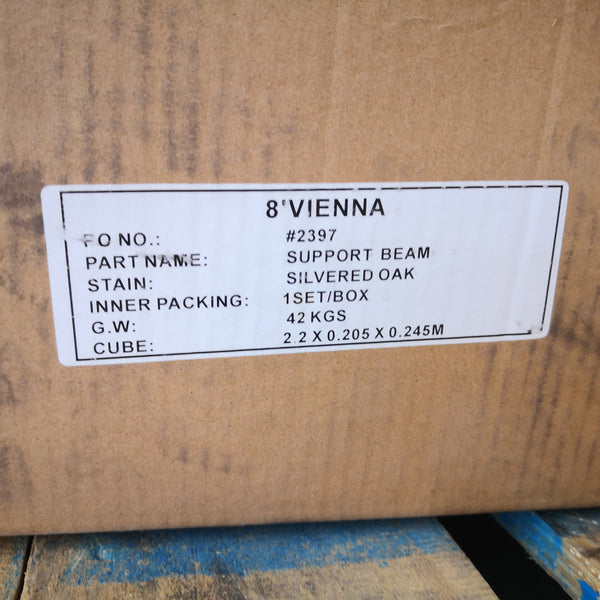 8'VIENNA
PO NO.: #2397
PART NAME: SUPPORT BEAM
STAIN: SILVERED OAK
INNER PACKING: 1SET/BOX
G.W: 42 KGS
CUBE: 2.2 X 0.205 X 0.245M